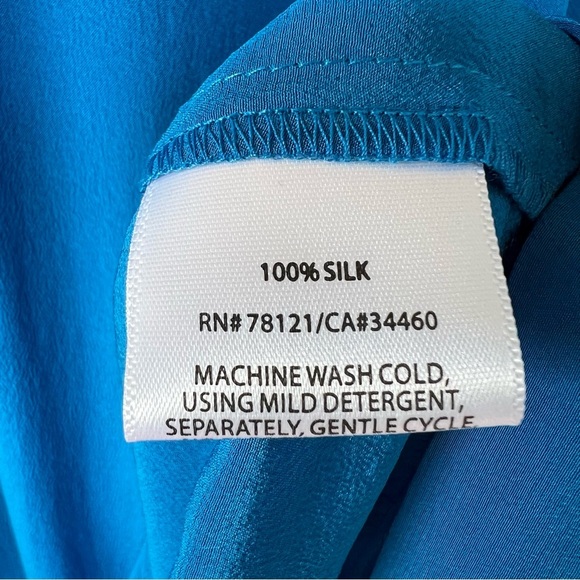 100% SILK
RN# 78121/CA#34460
MACHINE WASH COLD,
USING MILD DETERGENT,
SEPARATELY, GENTLE CYCLE.